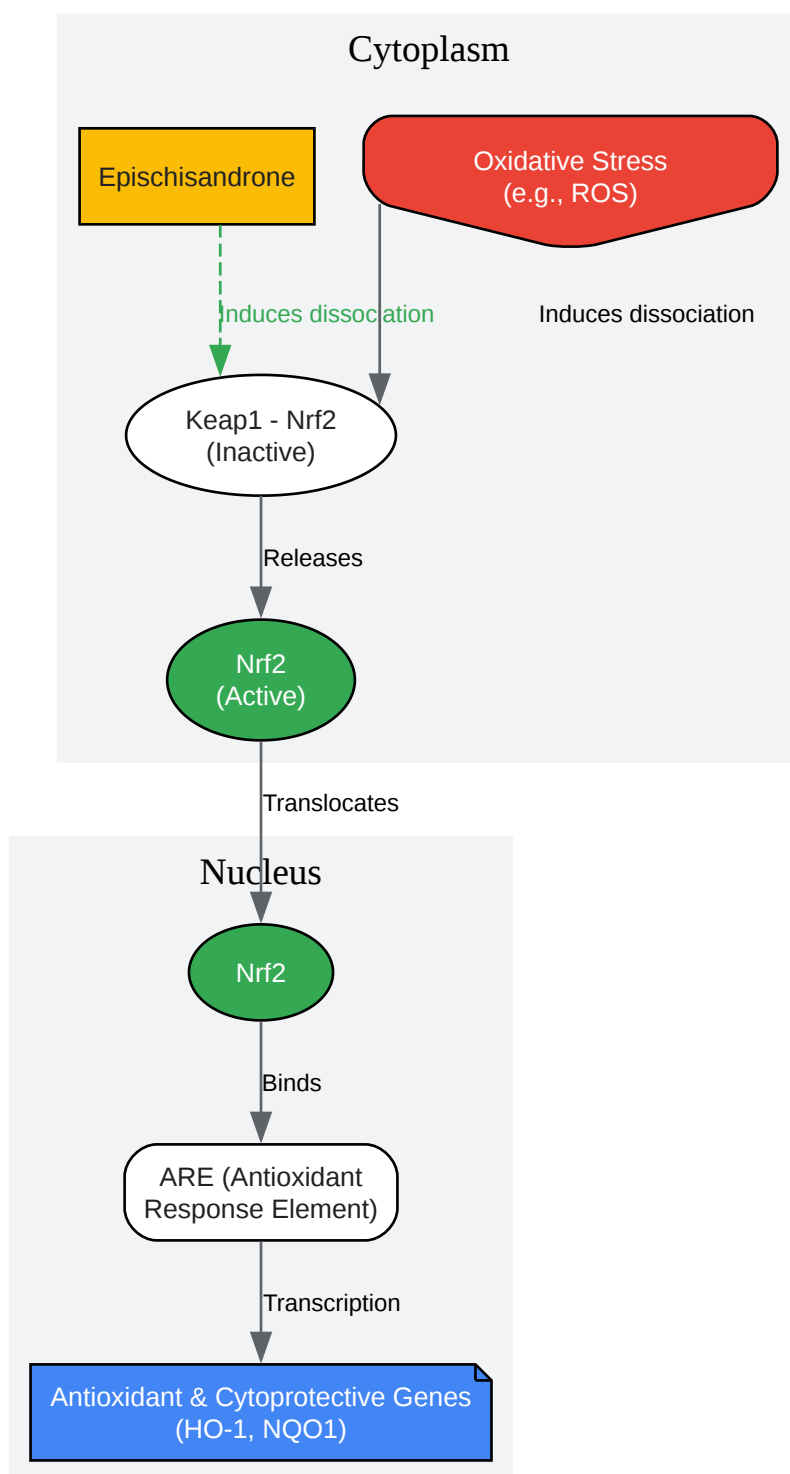 Cytoplasm
Epischisandrone
Oxidative Stress
(e.g., ROS)
Induces dissociation
Induces dissociation
Keap1 - Nrf2
(Inactive)
Releases
Nrf2
(Active)
Translocates
Nucleus
Nrf2
Binds
ARE (Antioxidant
Response Element)
Transcription
Antioxidant & Cytoprotective Genes
(HO-1, NQO1)